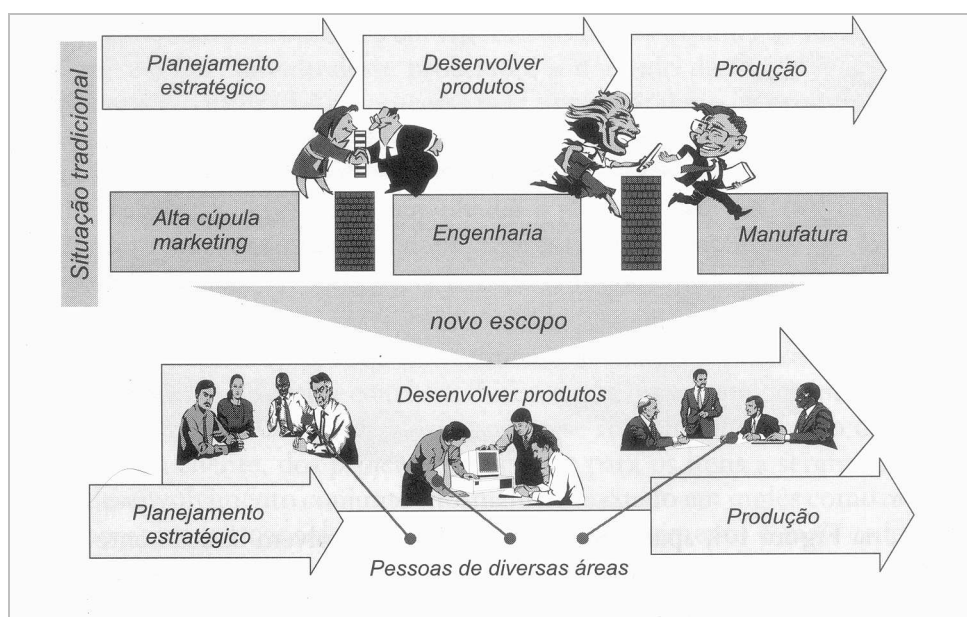 Situação tradicional
Planejamento
estratégico
Desenvolver
produtos
Produção
Alta cúpula
marketing
Engenharia
Manufatura
novo escopo
Desenvolver produtos
Planejamento
estratégico
Produção
Pessoas de diversas áreas